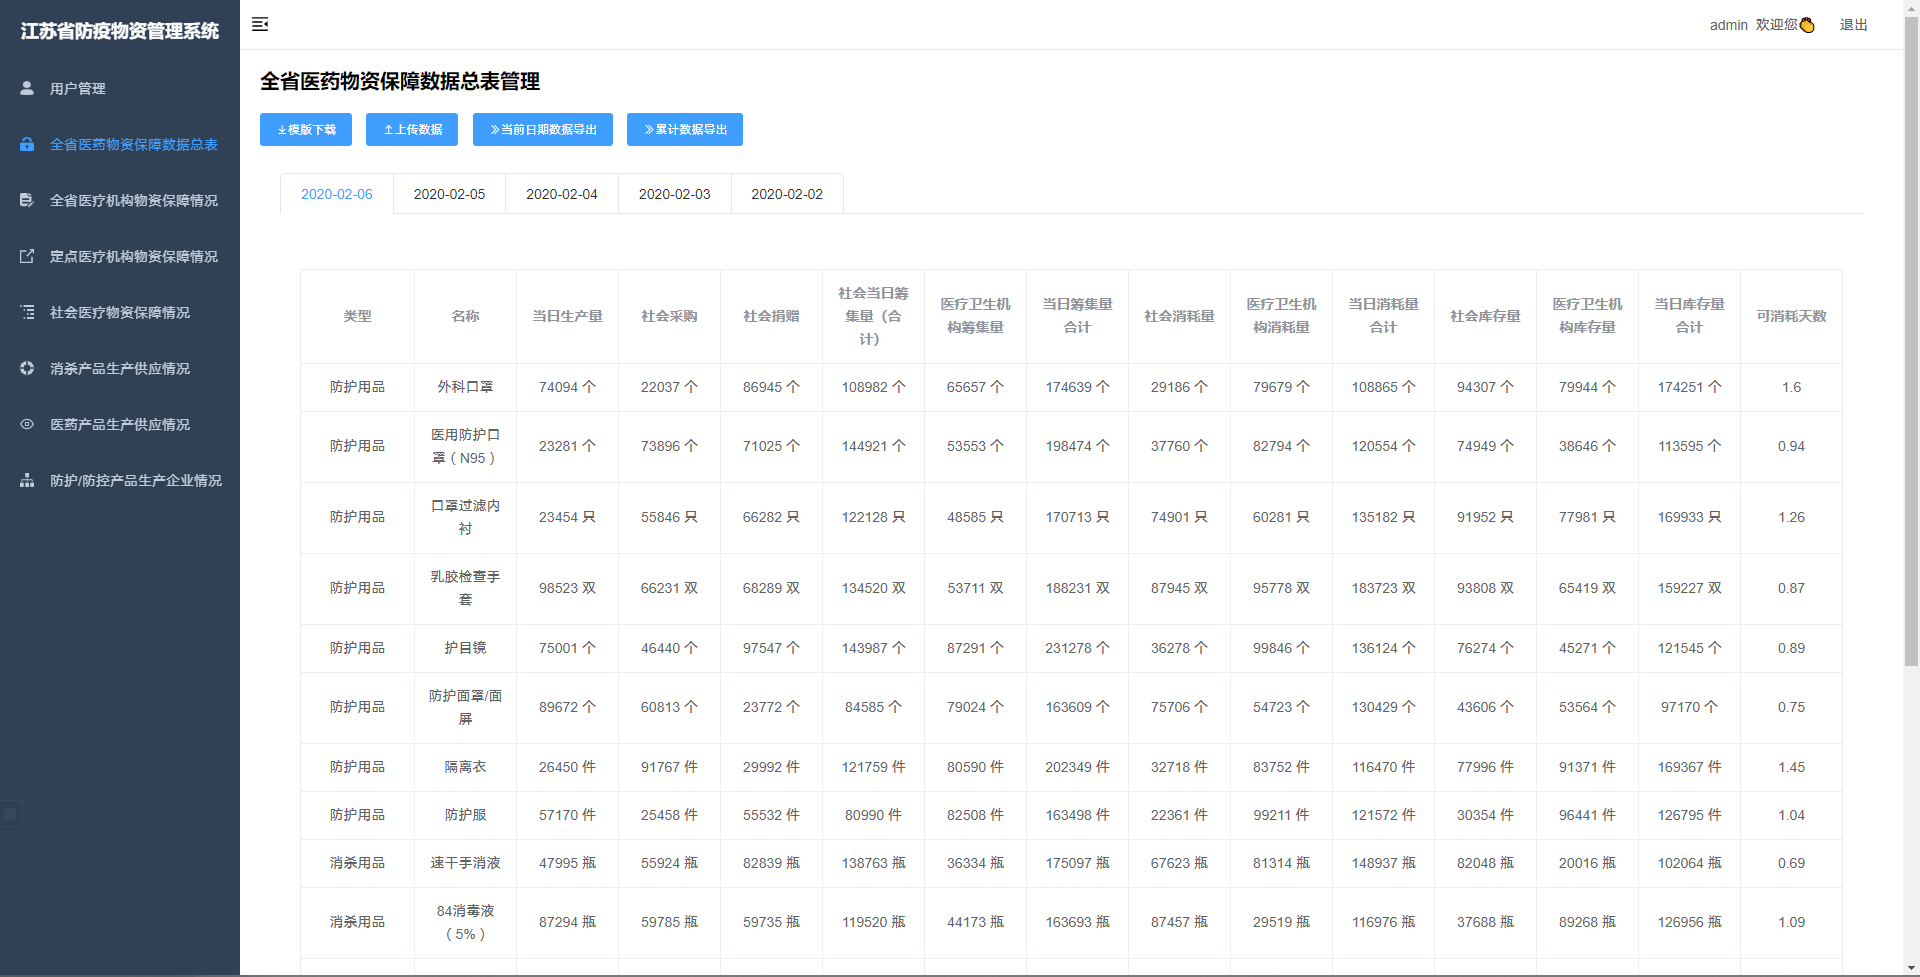 江苏省防疫物资管理系统
用户管理
全省医药物资保障数据总表
全省医疗机构物资保障情况
定点医疗机构物资保障情况
社会医疗物资保障情况
消杀产品生产供应情况
医药产品生产供应情况
防护/防控产品生产企业情况
admin 欢迎您 退出
全省医药物资保障数据总表管理
模版下载 上传数据 当前日期数据导出 累计数据导出
2020-02-06 2020-02-05 2020-02-04 2020-02-03 2020-02-02
类型 名称 当日生产量 社会采购 社会捐赠 社会当日筹集量（合计） 医疗卫生机构筹集量 当日筹集量合计 社会消耗量 医疗卫生机构消耗量 当日消耗量合计 社会库存量 医疗卫生机构库存量 当日库存量合计 可消耗天数
防护用品 外科口罩 74094 个 22037 个 86945 个 108982 个 65657 个 174639 个 29186 个 79679 个 108865 个 94307 个 79944 个 174251 个 1.6
防护用品 医用防护口罩（N95） 23281 个 73896 个 71025 个 144921 个 53553 个 198474 个 37760 个 82794 个 120554 个 74949 个 38646 个 113595 个 0.94
防护用品 口罩过滤内衬 23454 只 55846 只 66282 只 122128 只 48585 只 170713 只 74901 只 60281 只 135182 只 91952 只 77981 只 169933 只 1.26
防护用品 乳胶检查手套 98523 双 66231 双 68289 双 134520 双 53711 双 188231 双 87945 双 95778 双 183723 双 93808 双 65419 双 159227 双 0.87
防护用品 护目镜 75001 个 46440 个 97547 个 143987 个 87291 个 231278 个 36278 个 99846 个 136124 个 76274 个 45271 个 121545 个 0.89
防护用品 防护面罩/面屏 89672 个 60813 个 23772 个 84585 个 79024 个 163609 个 75706 个 54723 个 130429 个 43606 个 53564 个 97170 个 0.75
防护用品 隔离衣 26450 件 91767 件 29992 件 121759 件 80590 件 202349 件 32718 件 83752 件 116470 件 77996 件 91371 件 169367 件 1.45
防护用品 防护服 57170 件 25458 件 55532 件 80990 件 82508 件 163498 件 22361 件 99211 件 121572 件 30354 件 96441 件 126795 件 1.04
消杀用品 速干手消液 47995 瓶 55924 瓶 82839 瓶 138763 瓶 36334 瓶 175097 瓶 67623 瓶 81314 瓶 148937 瓶 82048 瓶 20016 瓶 102064 瓶 0.69
消杀用品 84消毒液（5%） 87294 瓶 59785 瓶 59735 瓶 119520 瓶 44173 瓶 163693 瓶 87457 瓶 29519 瓶 116976 瓶 37688 瓶 89268 瓶 126956 瓶 1.09